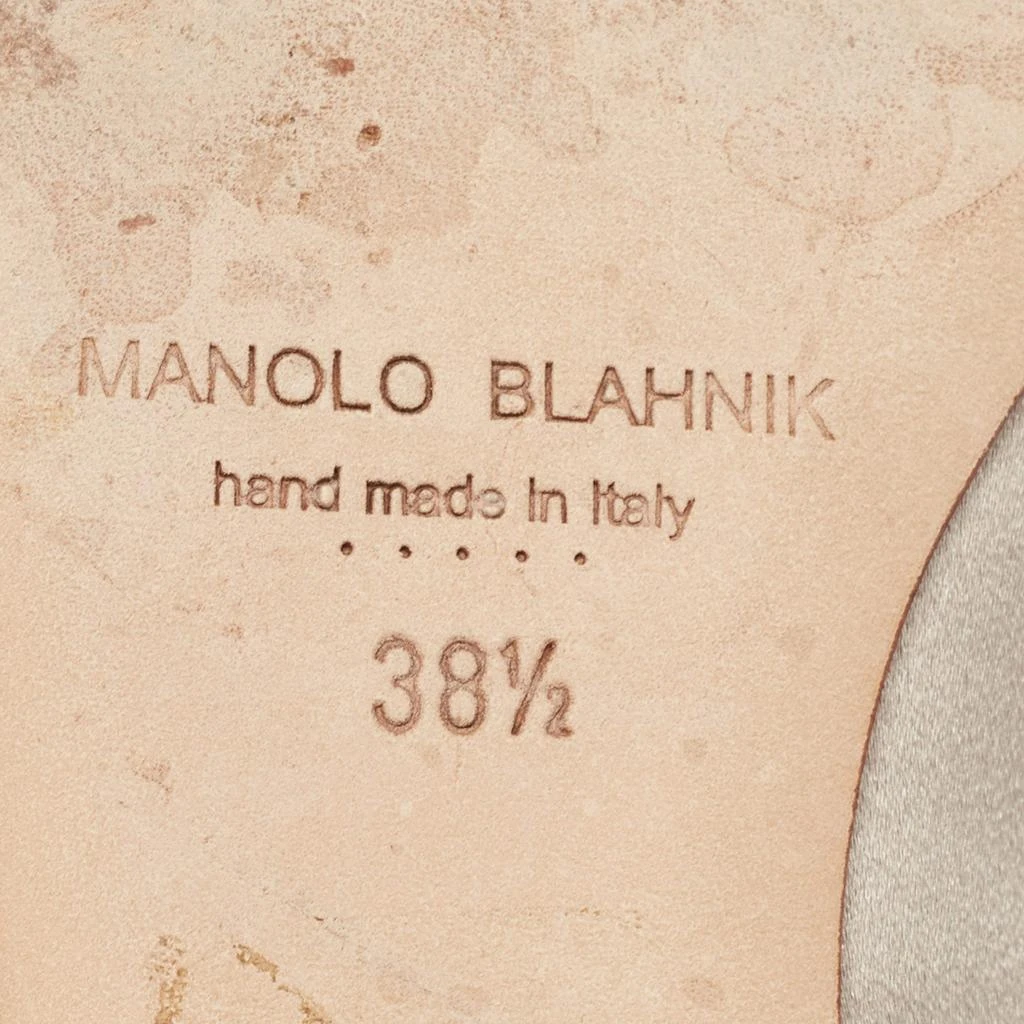 MANOLO BLAHNIK
hand made in Italy
• • • • •
38½